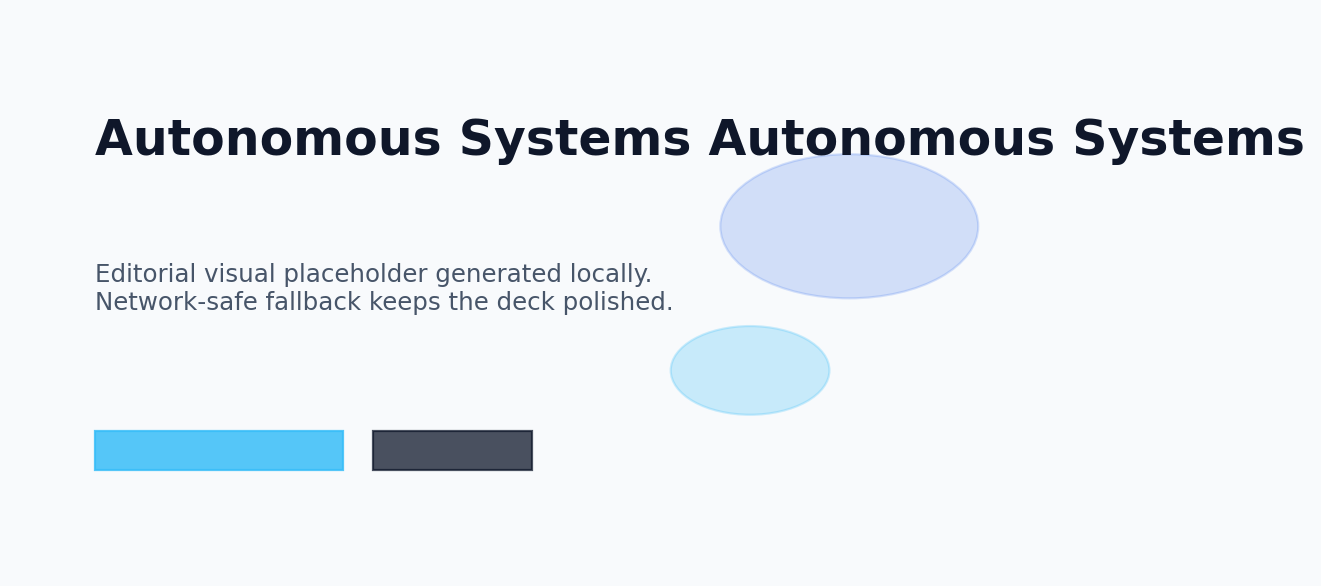 Autonomous Systems Autonomous Systems
Editorial visual placeholder generated locally.
Network-safe fallback keeps the deck polished.